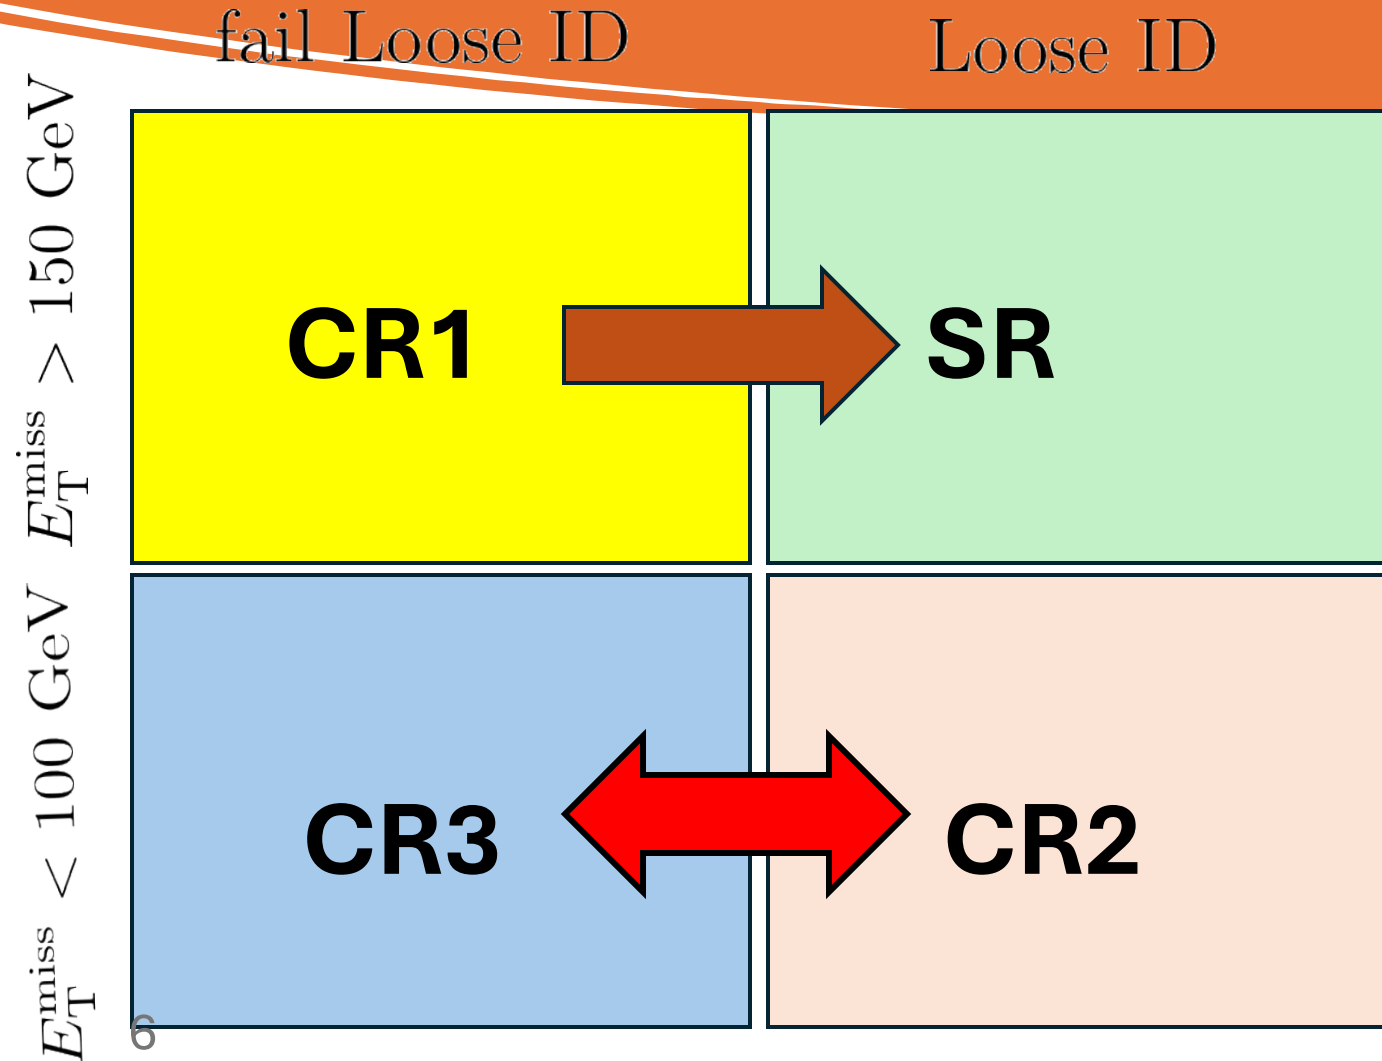 fail Loose ID
Loose ID
E_T^miss > 150 GeV
CR1
SR
E_T^miss < 100 GeV
CR3
CR2
6